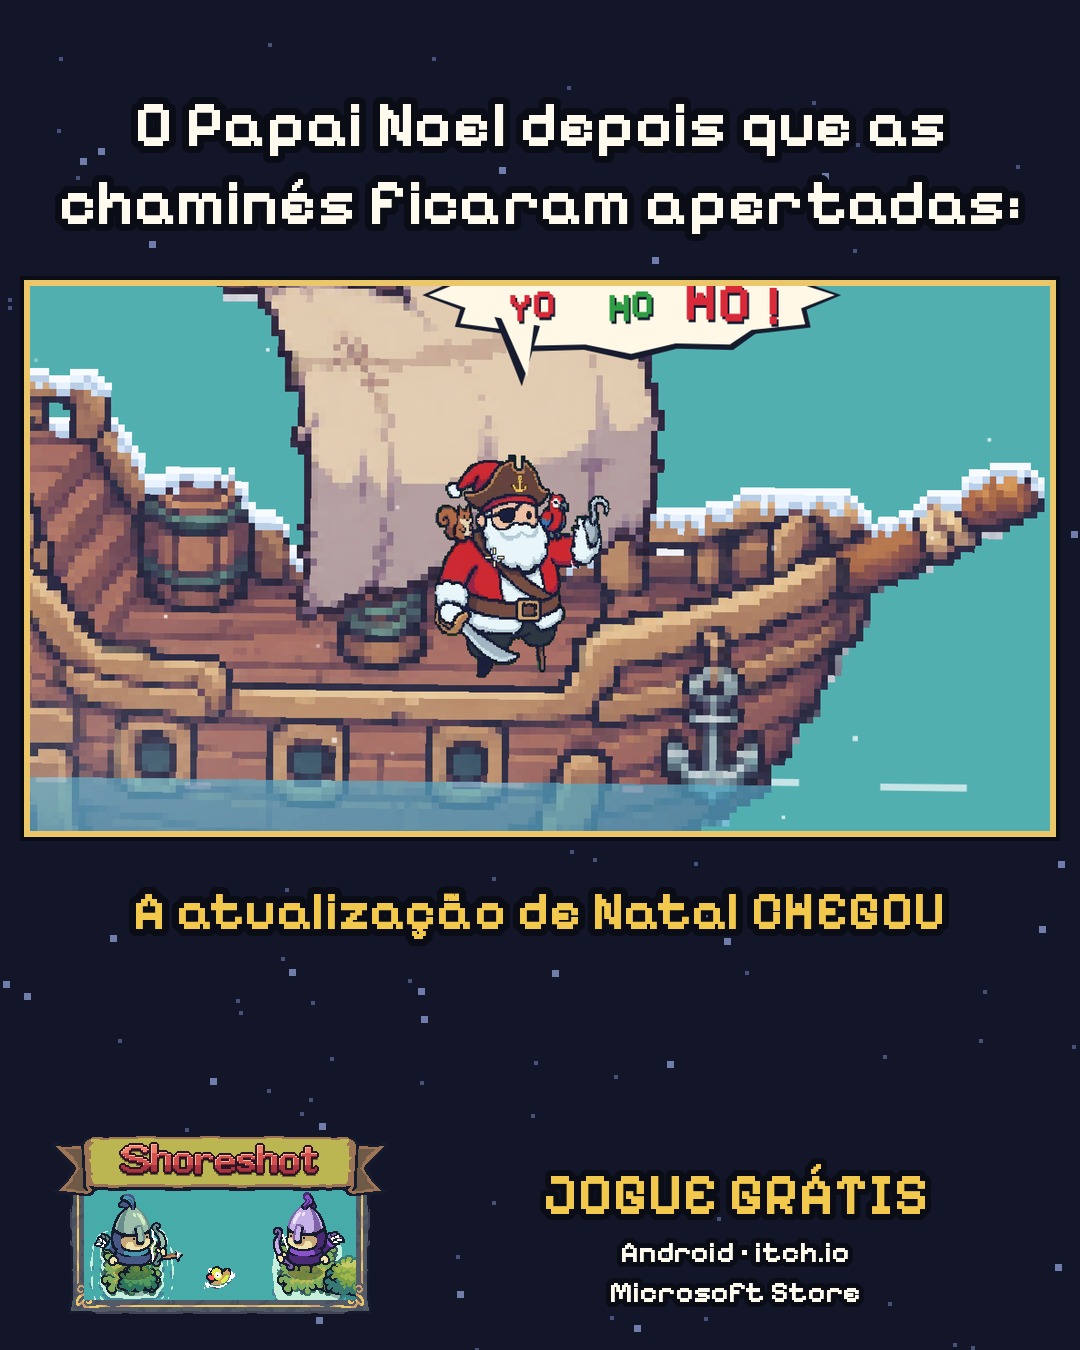 O Papai Noel depois que as
chaminés ficaram apertadas:
YO HO HO!
A atualização de Natal CHEGOU
Shoreshot
JOGUE GRÁTIS
Android · itch.io
Microsoft Store